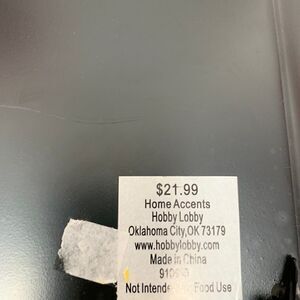 $21.99
Home Accents
Hobby Lobby
Oklahoma City,OK 73179
www.hobbylobby.com
Made in China
Not Food Use